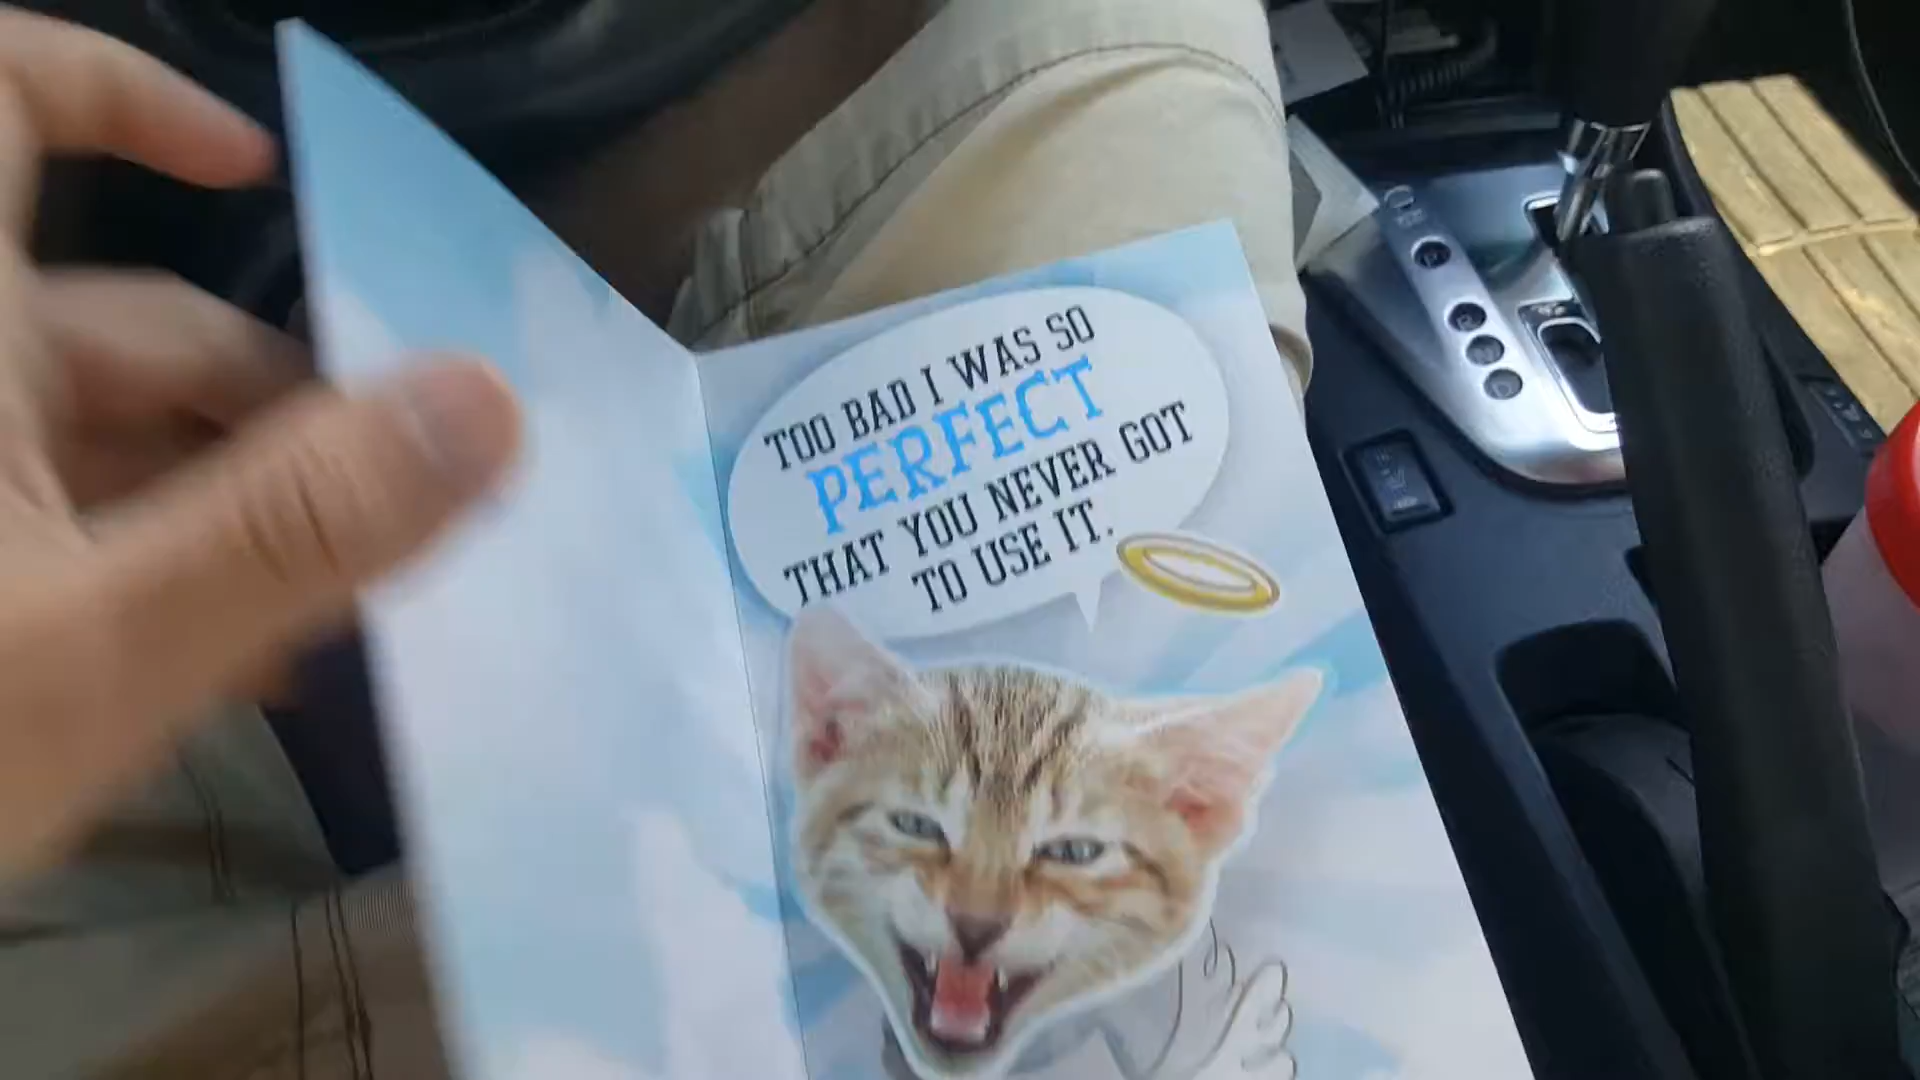 TOO BAD I WAS SO
PERFECT
THAT YOU NEVER GOT
TO USE IT.